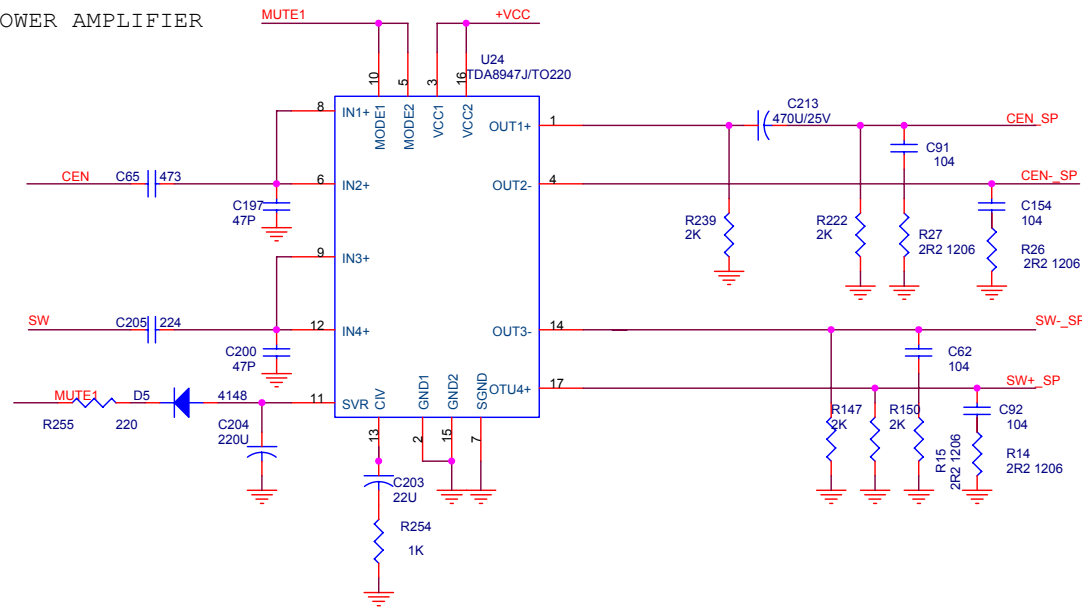 OWER AMPLIFIER
MUTE1
+VCC
U24
TDA8947J/TO220
10
5
3
16
MODE1
MODE2
VCC1
VCC2
8
IN1+
OUT1+
1
C213
470U/25V
CEN_SP
C91
104
CEN
C65
473
6
IN2+
OUT2-
4
CEN-_SP
C197
47P
R239
2K
R222
2K
R27
2R2 1206
C154
104
R26
2R2 1206
9
IN3+
SW
C205
224
12
IN4+
OUT3-
14
SW-_SP
C200
47P
C62
104
MUTE1
D5
4148
11
SVR
CIV
GND1
GND2
SGND
OTU4+
17
SW+_SP
R255
220
C204
220U
13
2
15
7
R147
2K
R150
2K
R15
2R2 1206
C92
104
R14
2R2 1206
C203
22U
R254
1K